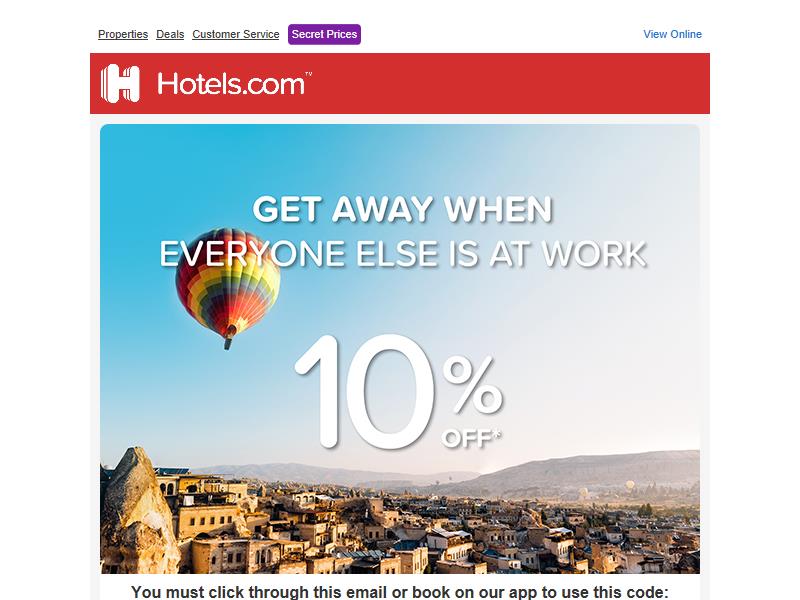 Properties Deals Customer Service Secret Prices View Online
Hotels.com™
GET AWAY WHEN
EVERYONE ELSE IS AT WORK
10%
OFF*
You must click through this email or book on our app to use this code: